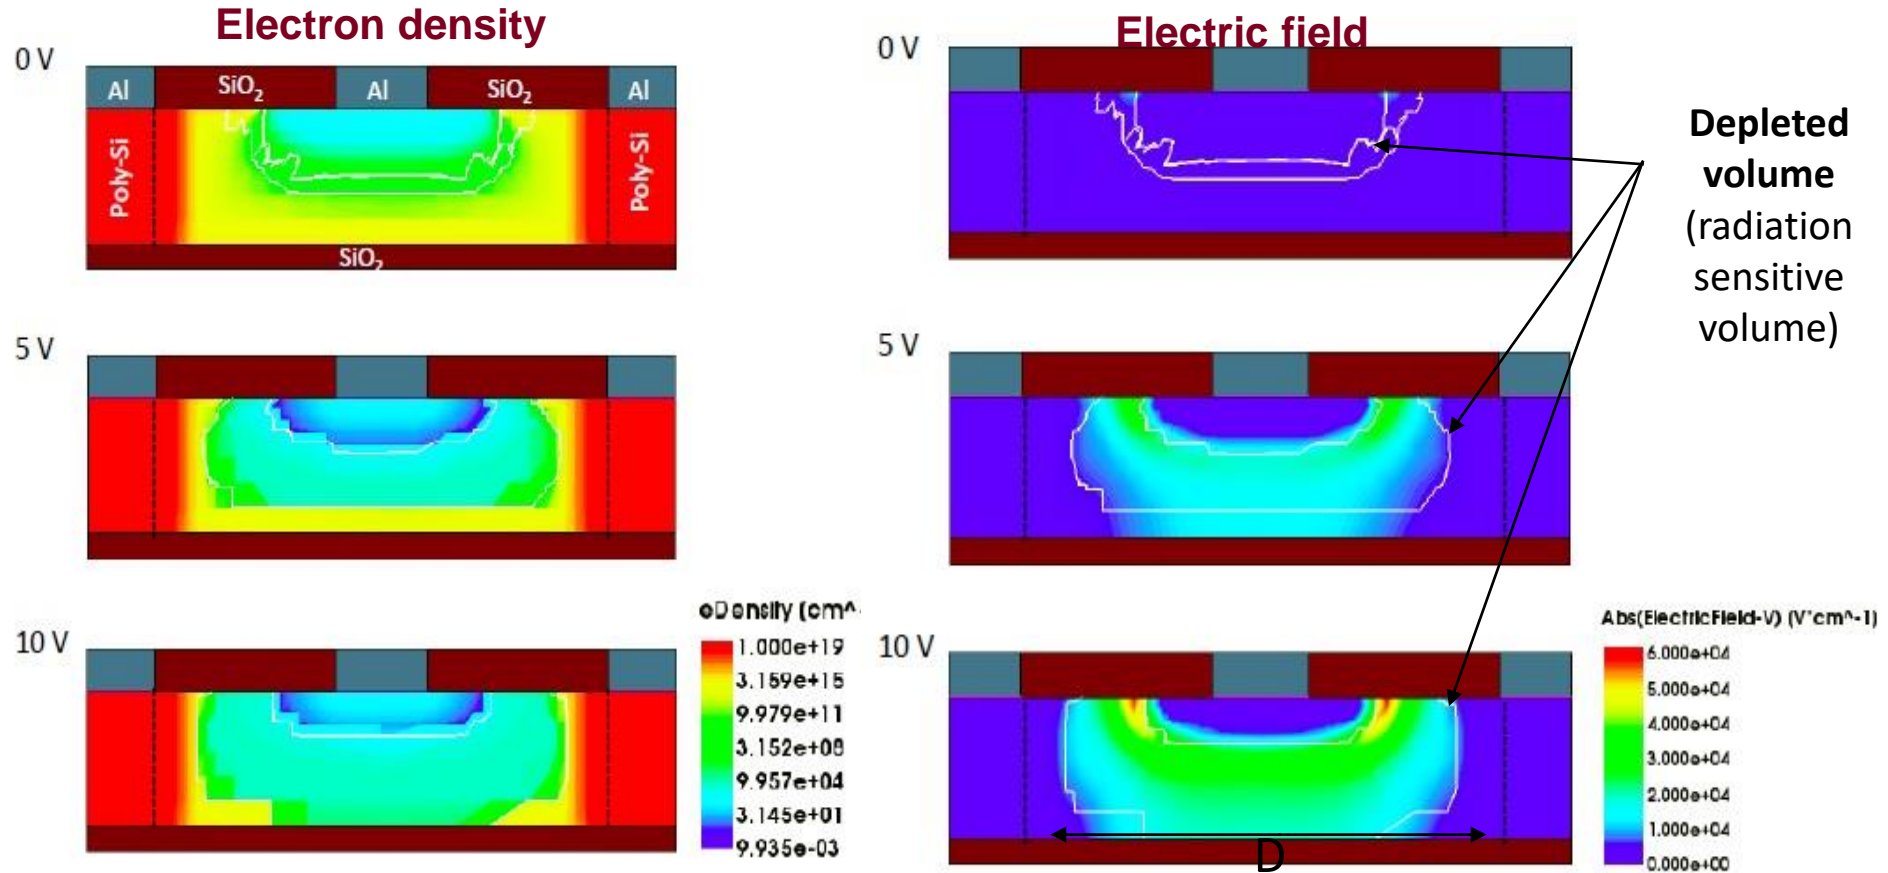 Electron density
Electric field
0 V
Al
SiO2
Al
SiO2
Al
Poly-Si
Poly-Si
SiO2
0 V
Depleted
volume
(radiation
sensitive
volume)
5 V
5 V
10 V
eDensity (cm^-
1.000e+19
3.159e+15
9.979e+11
3.152e+08
9.957e+04
3.145e+01
9.935e-03
10 V
Abs(ElectricField-V) (V*cm^-1)
6.000e+04
5.000e+04
4.000e+04
3.000e+04
2.000e+04
1.000e+04
0.000e+00
D